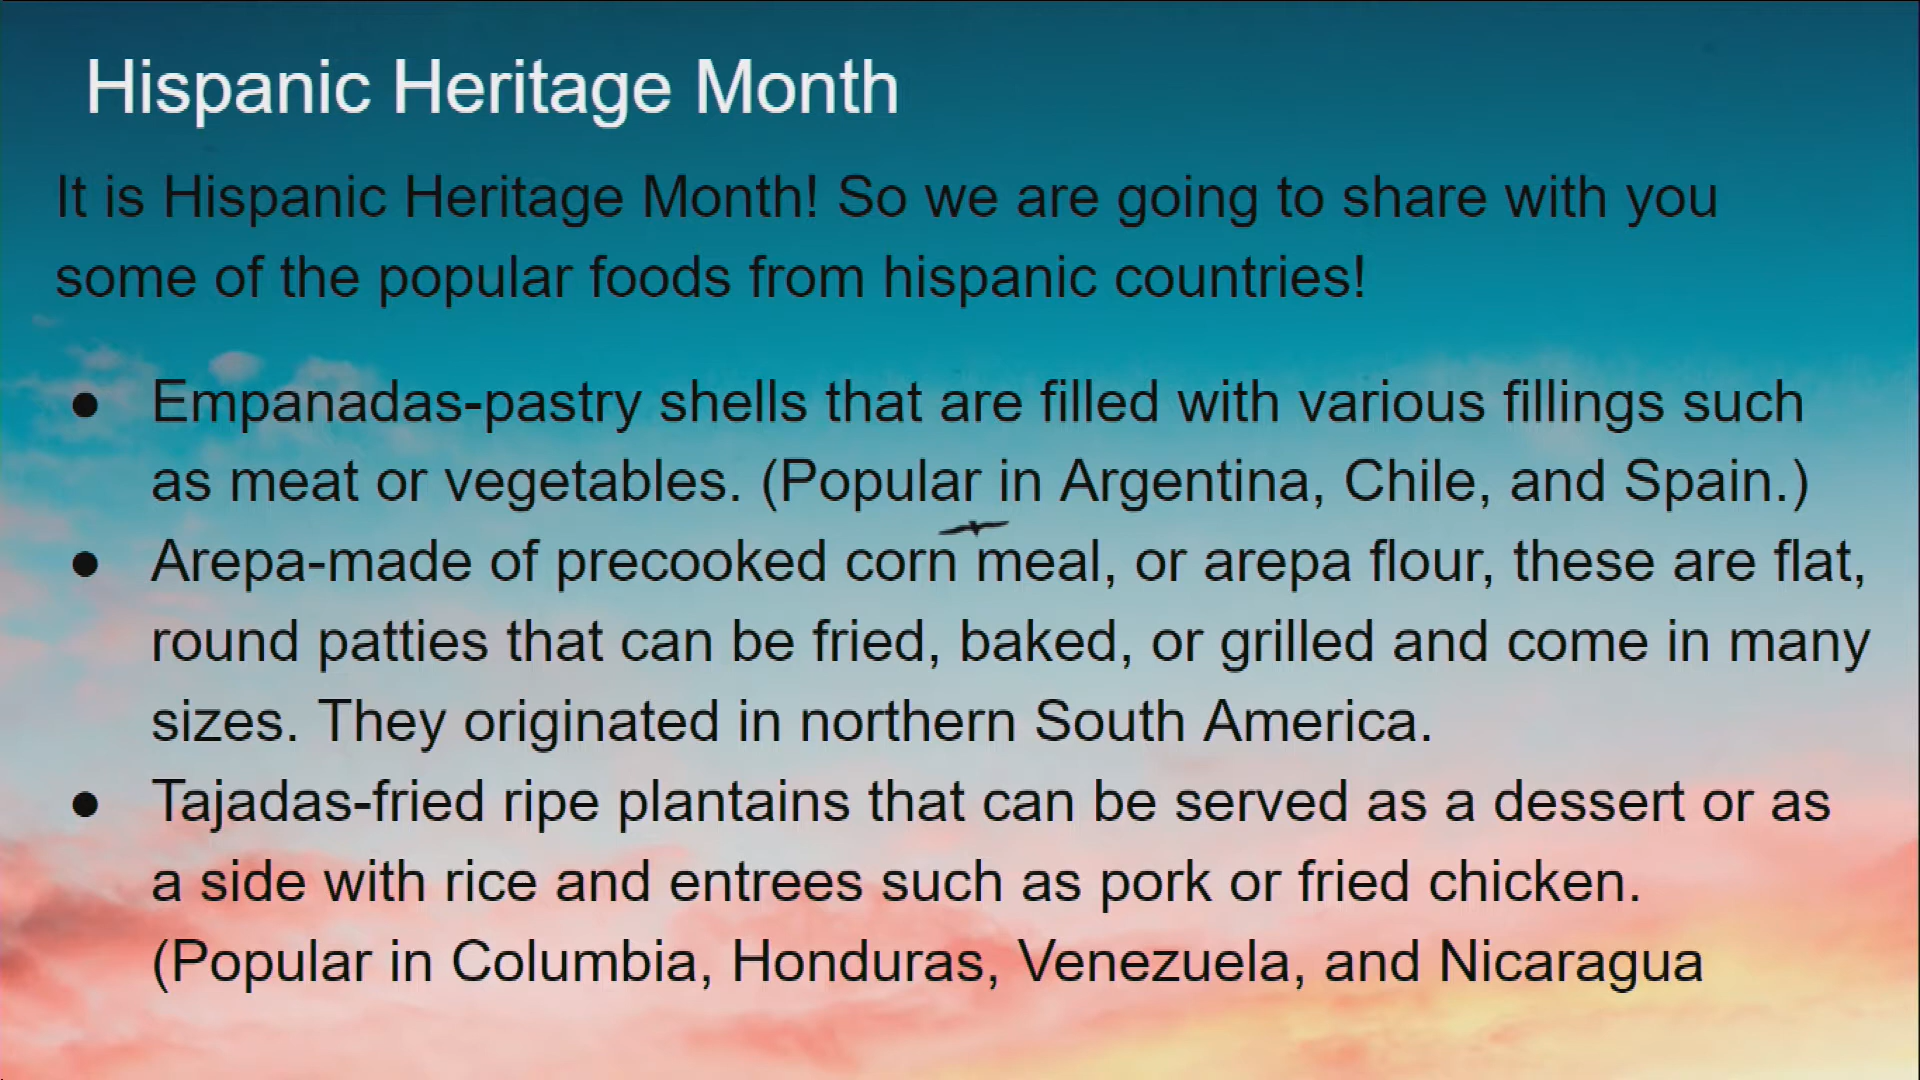 Hispanic Heritage Month
It is Hispanic Heritage Month! So we are going to share with you
some of the popular foods from hispanic countries!
● Empanadas-pastry shells that are filled with various fillings such
as meat or vegetables. (Popular in Argentina, Chile, and Spain.)
● Arepa-made of precooked corn meal, or arepa flour, these are flat,
round patties that can be fried, baked, or grilled and come in many
sizes. They originated in northern South America.
● Tajadas-fried ripe plantains that can be served as a dessert or as
a side with rice and entrees such as pork or fried chicken.
(Popular in Columbia, Honduras, Venezuela, and Nicaragua